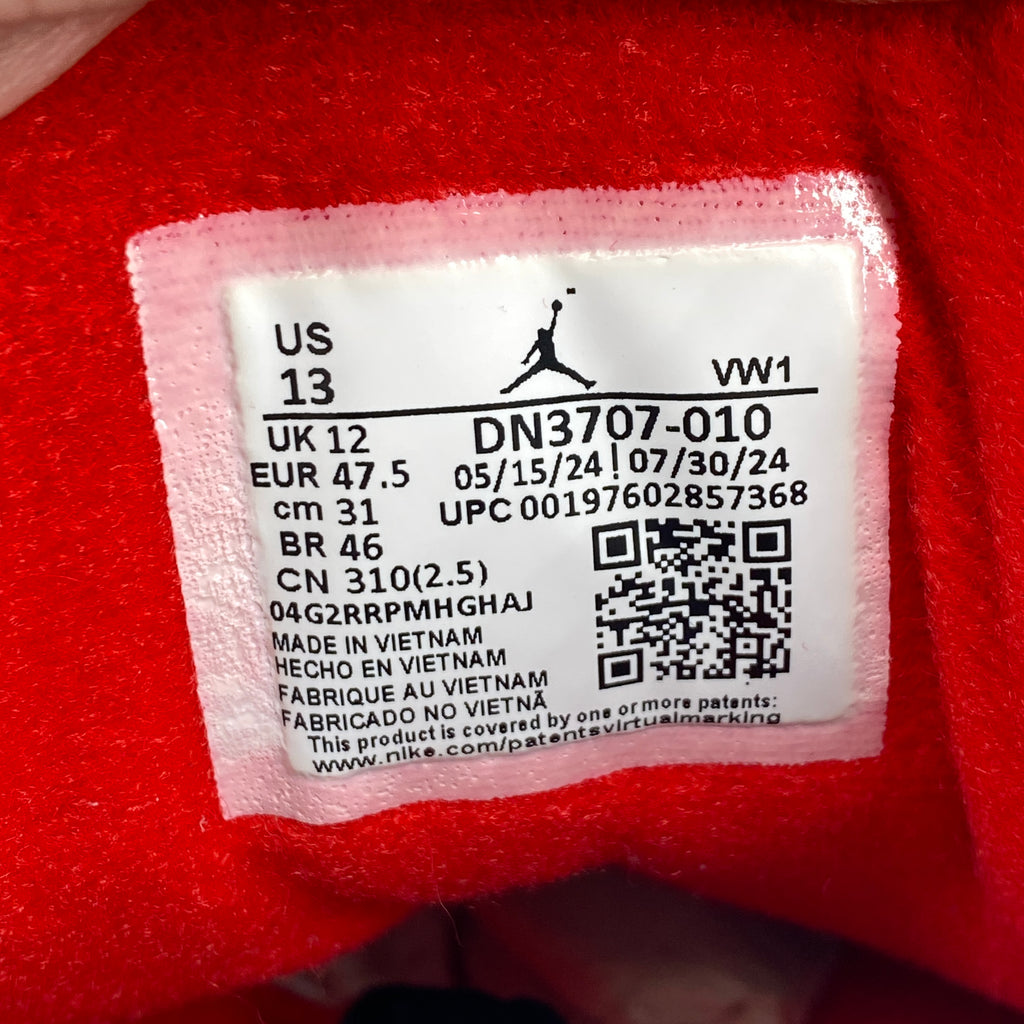 US
13
VW1
UK 12
DN3707-010
EUR 47.5
05/15/24 | 07/30/24
cm 31
UPC 00197602857368
BR 46
CN 310(2.5)
04G2RRPMHGHAJ
MADE IN VIETNAM
HECHO EN VIETNAM
FABRIQUE AU VIETNAM
FABRICADO NO VIETNÃ
This product is covered by one or more patents:
www.nike.com/patentsvirtualmarking